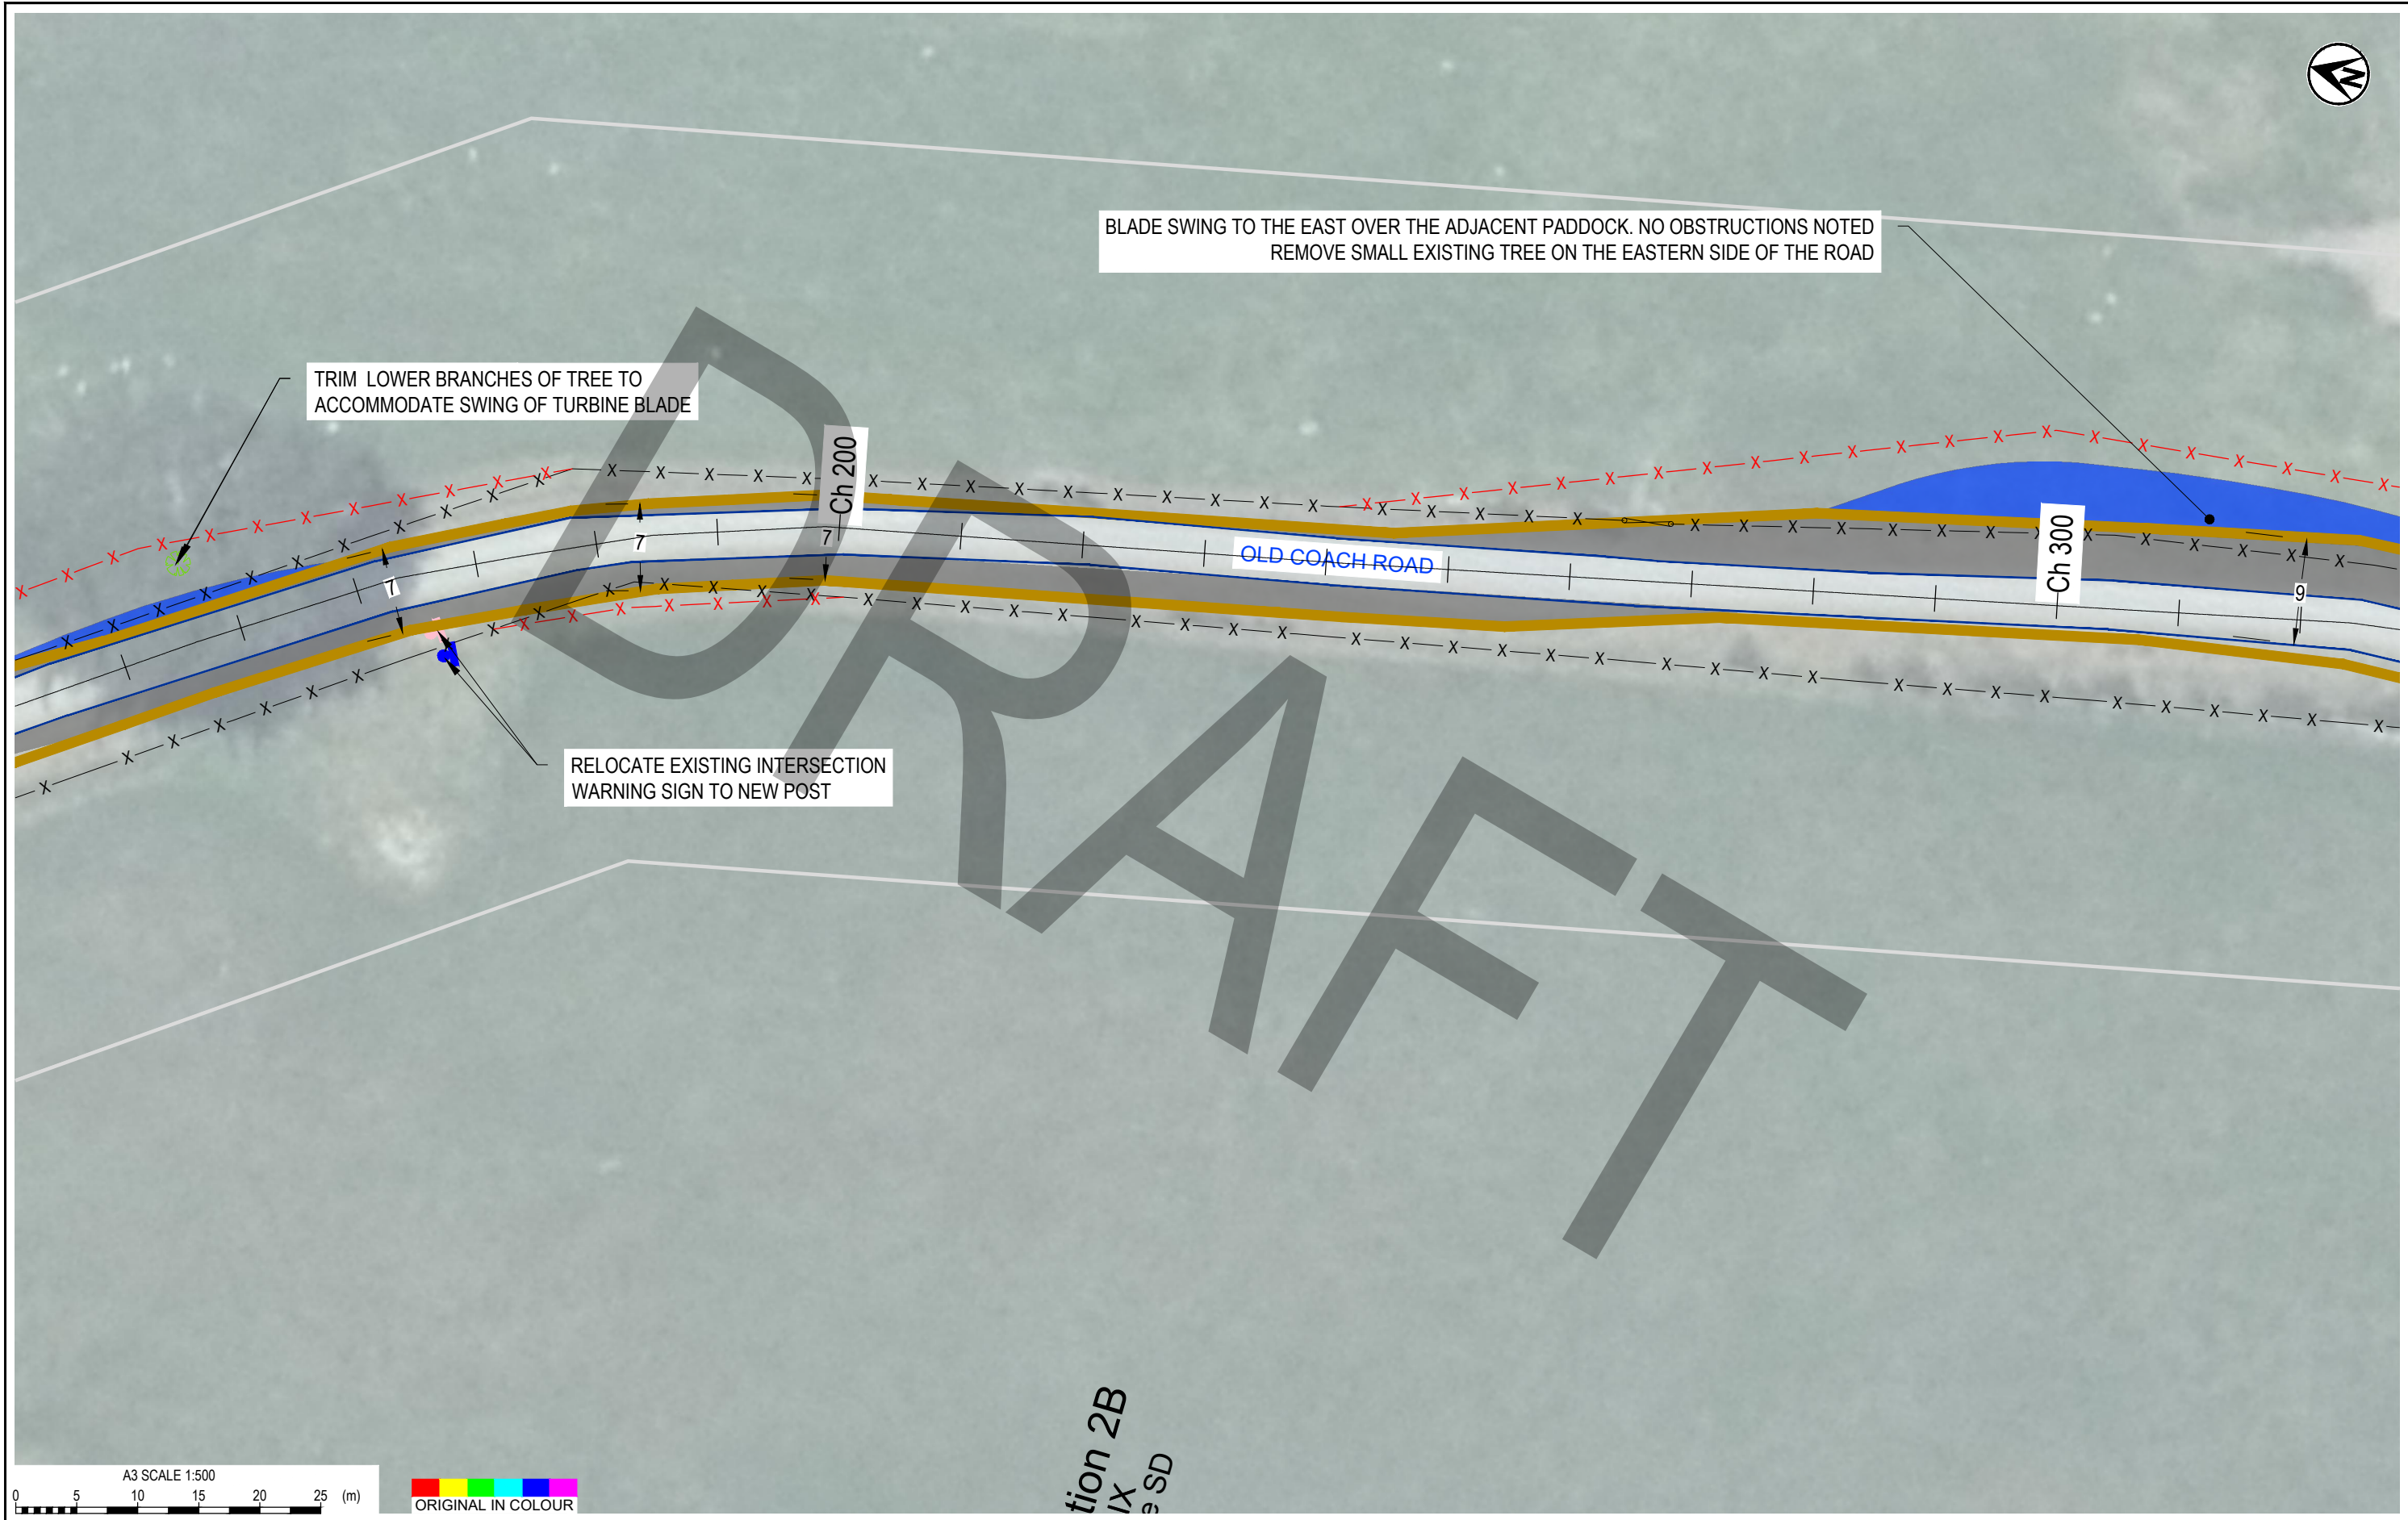 N
BLADE SWING TO THE EAST OVER THE ADJACENT PADDOCK. NO OBSTRUCTIONS NOTED
REMOVE SMALL EXISTING TREE ON THE EASTERN SIDE OF THE ROAD
TRIM LOWER BRANCHES OF TREE TO
ACCOMMODATE SWING OF TURBINE BLADE
Ch 200
7
7
7
OLD COACH ROAD
Ch 300
9
RELOCATE EXISTING INTERSECTION
WARNING SIGN TO NEW POST
DRAFT
tion 2B
IX
e SD
A3 SCALE 1:500
0 5 10 15 20 25 (m)
ORIGINAL IN COLOUR